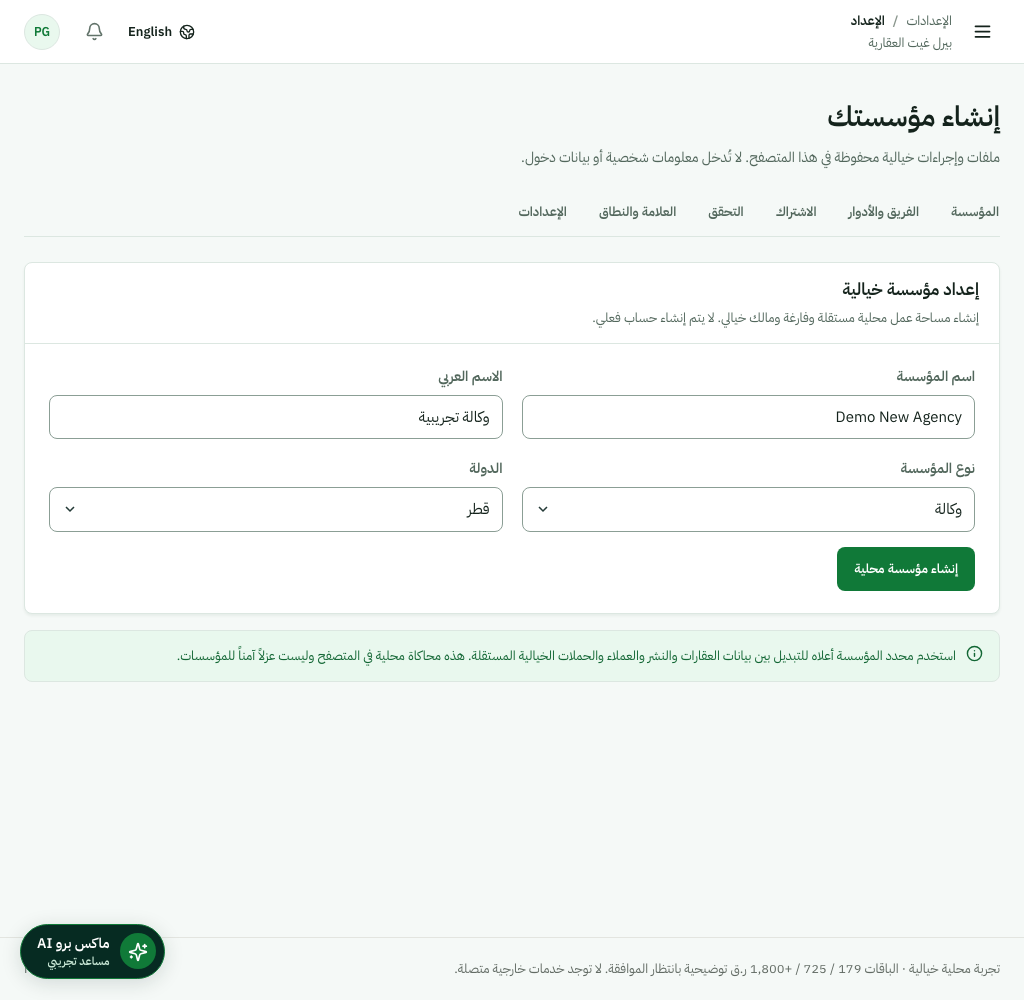 الإعدادات / الإعداد
بيرل غيت العقارية
English
PG
إنشاء مؤسستك
ملفات وإجراءات خيالية محفوظة في هذا المتصفح. لا تُدخل معلومات شخصية أو بيانات دخول.
المؤسسة الفريق والأدوار الاشتراك التحقق العلامة والنطاق الإعدادات
إعداد مؤسسة خيالية
إنشاء مساحة عمل محلية مستقلة وفارغة ومالك خيالي. لا يتم إنشاء حساب فعلي.
اسم المؤسسة
Demo New Agency
الاسم العربي
وكالة تجريبية
نوع المؤسسة
وكالة
الدولة
قطر
إنشاء مؤسسة محلية
استخدم محدد المؤسسة أعلاه للتبديل بين بيانات العقارات والنشر والعملاء والحملات الخيالية المستقلة. هذه محاكاة محلية في المتصفح وليست عزلاً آمناً للمؤسسات.
تجربة محلية خيالية · الباقات 179 / 725 / +1,800 ر.ق توضيحية بانتظار الموافقة. لا توجد خدمات خارجية متصلة.
ماكس برو AI
مساعد تجريبي